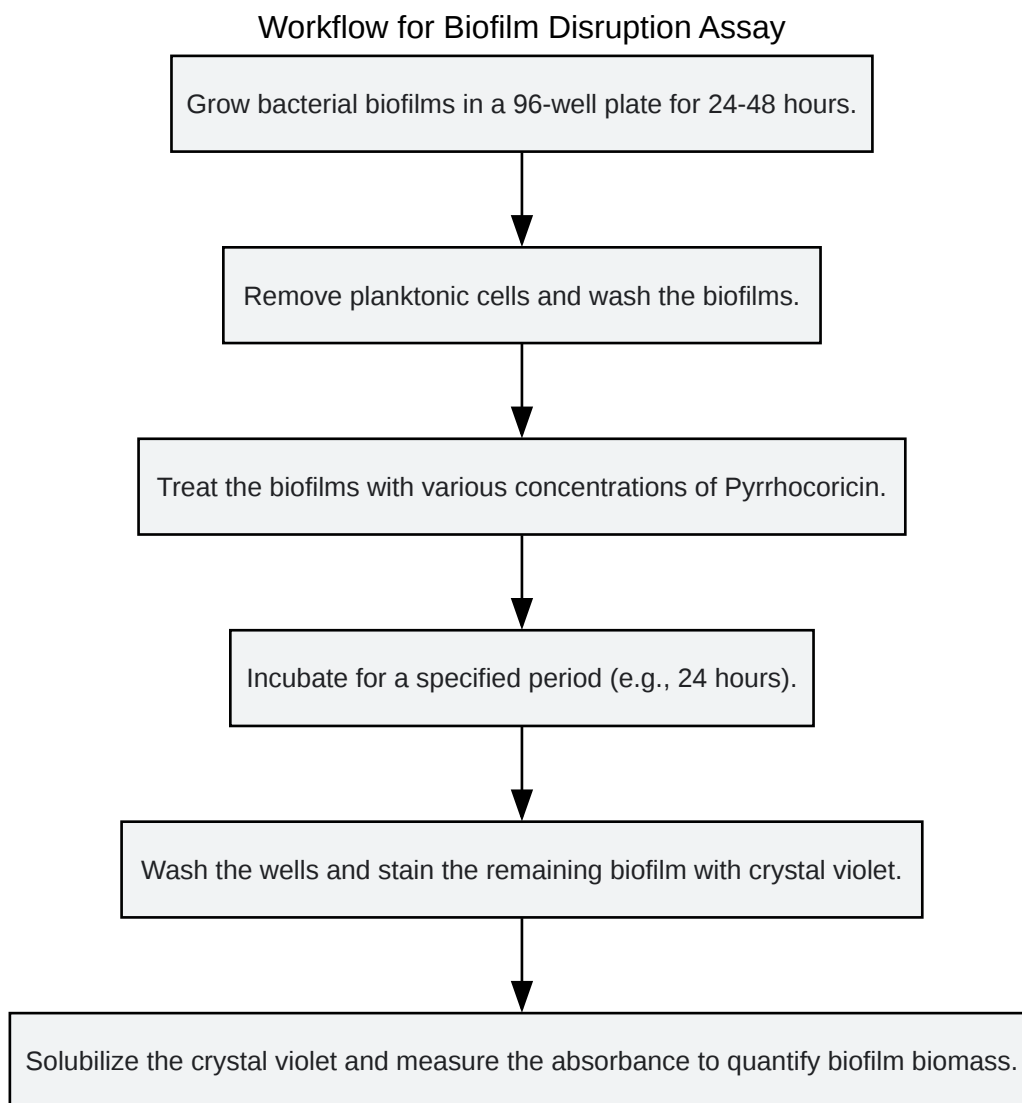 Workflow for Biofilm Disruption Assay
Grow bacterial biofilms in a 96-well plate for 24-48 hours.
Remove planktonic cells and wash the biofilms.
Treat the biofilms with various concentrations of Pyrrhocoricin.
Incubate for a specified period (e.g., 24 hours).
Wash the wells and stain the remaining biofilm with crystal violet.
Solubilize the crystal violet and measure the absorbance to quantify biofilm biomass.